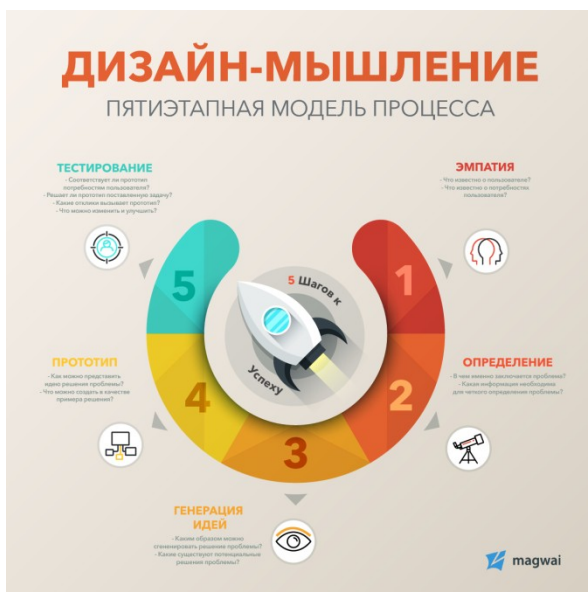 ДИЗАЙН-МЫШЛЕНИЕ
ПЯТИЭТАПНАЯ МОДЕЛЬ ПРОЦЕССА
ЭМПАТИЯ
- Что известно о пользователе?
- Что известно о потребностях
пользователя?
1
ОПРЕДЕЛЕНИЕ
- В чем именно заключается проблема?
- Какая информация необходима
для четкого определения проблемы?
2
ГЕНЕРАЦИЯ
ИДЕЙ
- Каким образом можно
сгенерировать решение проблемы?
- Какие существуют потенциальные
решения проблемы?
3
ПРОТОТИП
- Как можно представить
идею решения проблемы?
- Что можно создать в качестве
примера решения?
4
ТЕСТИРОВАНИЕ
- Соответствует ли прототип
потребностям пользователя?
- Решает ли прототип поставленную задачу?
- Какие отклики вызывает прототип?
- Что можно изменить и улучшить?
5
5 Шагов к
Успеху
magwai